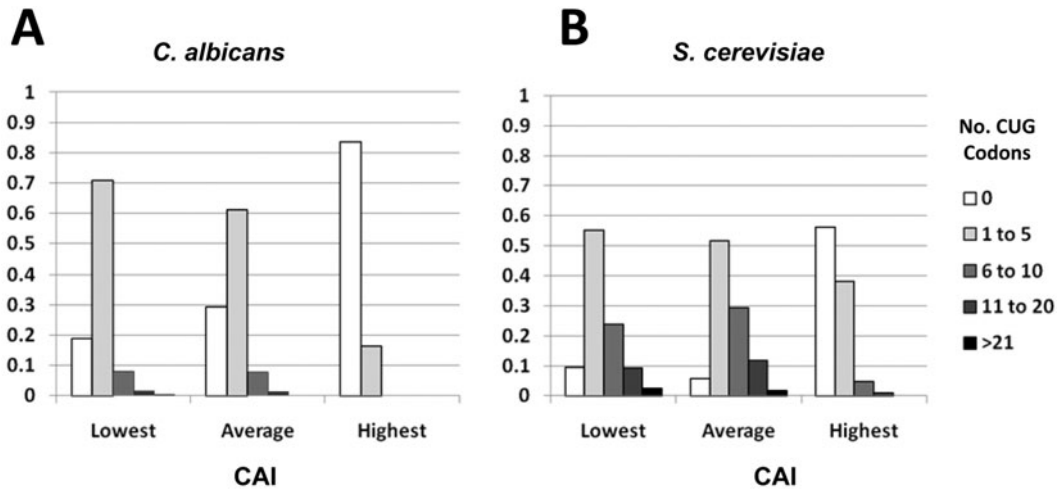 A
C. albicans
1
0.9
0.8
0.7
0.6
0.5
0.4
0.3
0.2
0.1
0
Lowest Average Highest
CAI
B
S. cerevisiae
1
0.9
0.8
0.7
0.6
0.5
0.4
0.3
0.2
0.1
0
Lowest Average Highest
CAI
No. CUG
Codons
0
1 to 5
6 to 10
11 to 20
>21